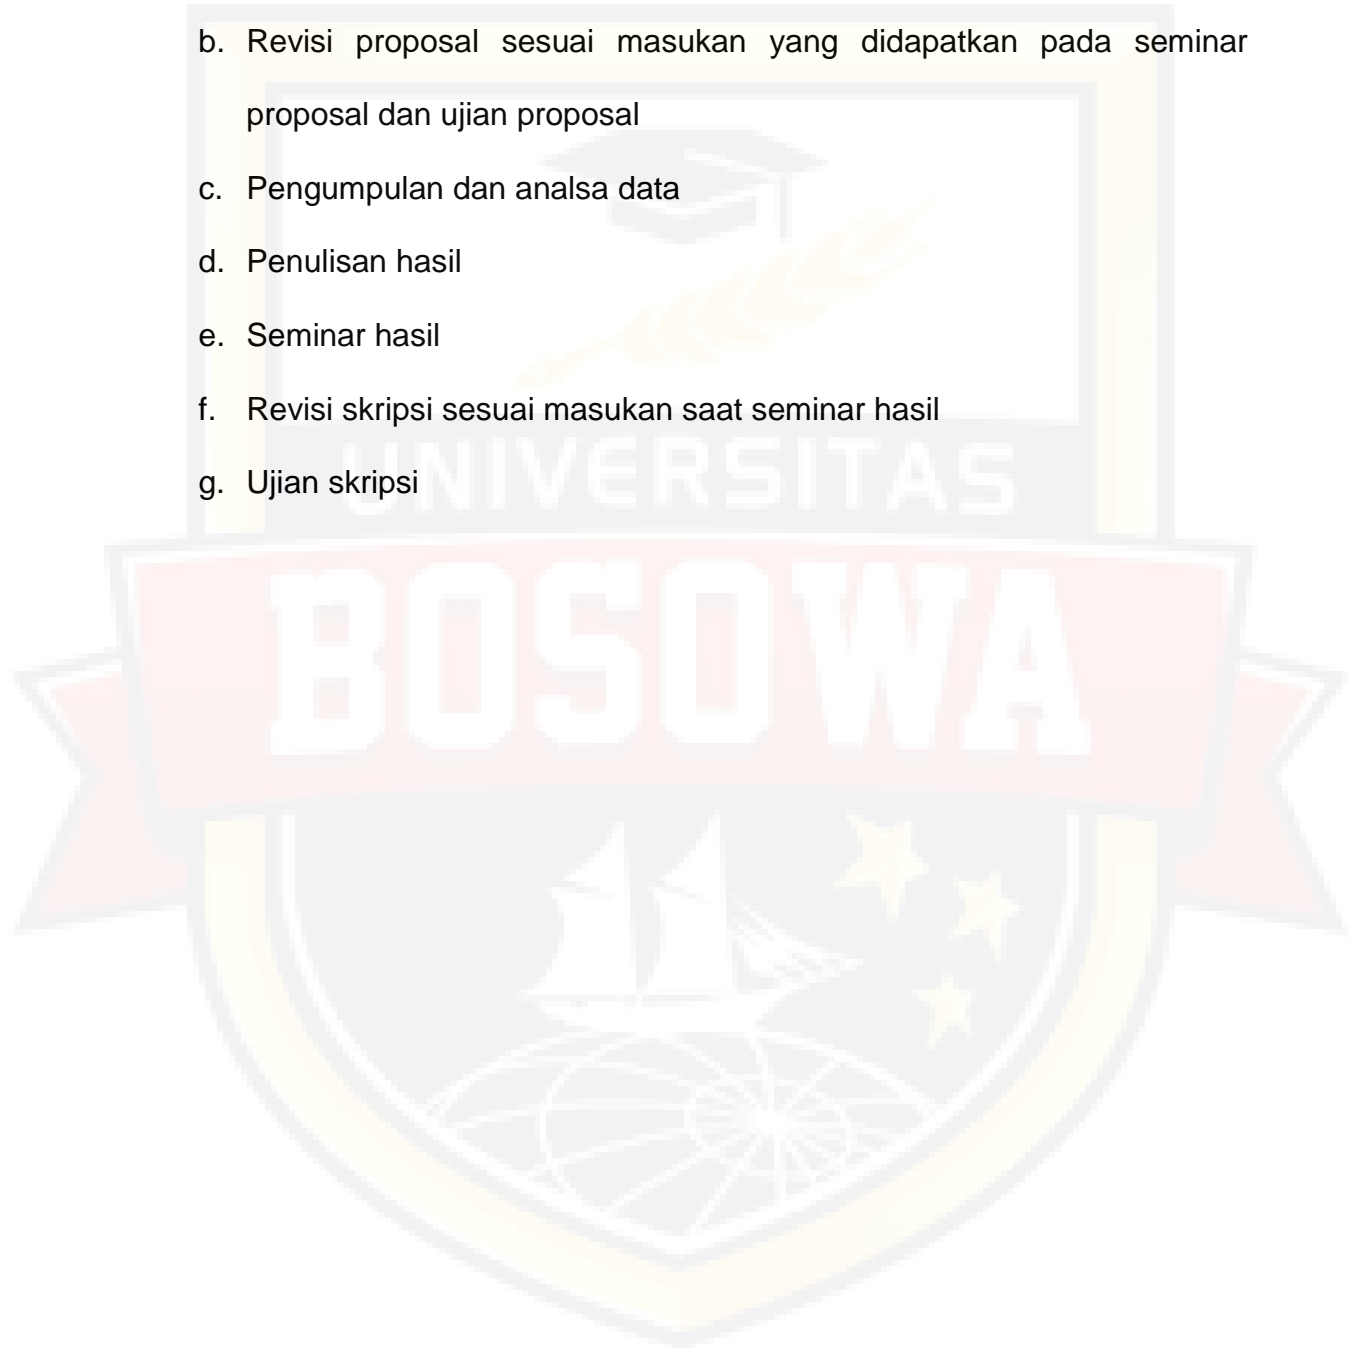 b. Revisi proposal sesuai masukan yang didapatkan pada seminar
proposal dan ujian proposal
c. Pengumpulan dan analsa data
d. Penulisan hasil
e. Seminar hasil
f. Revisi skripsi sesuai masukan saat seminar hasil
UNIVERSITAS
g. Ujian skripsi
BOSOWA